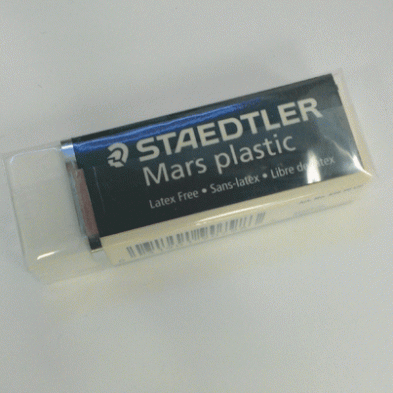 STAEDTLER
Mars plastic
Latex Free • Sans-latex • Libre de latex